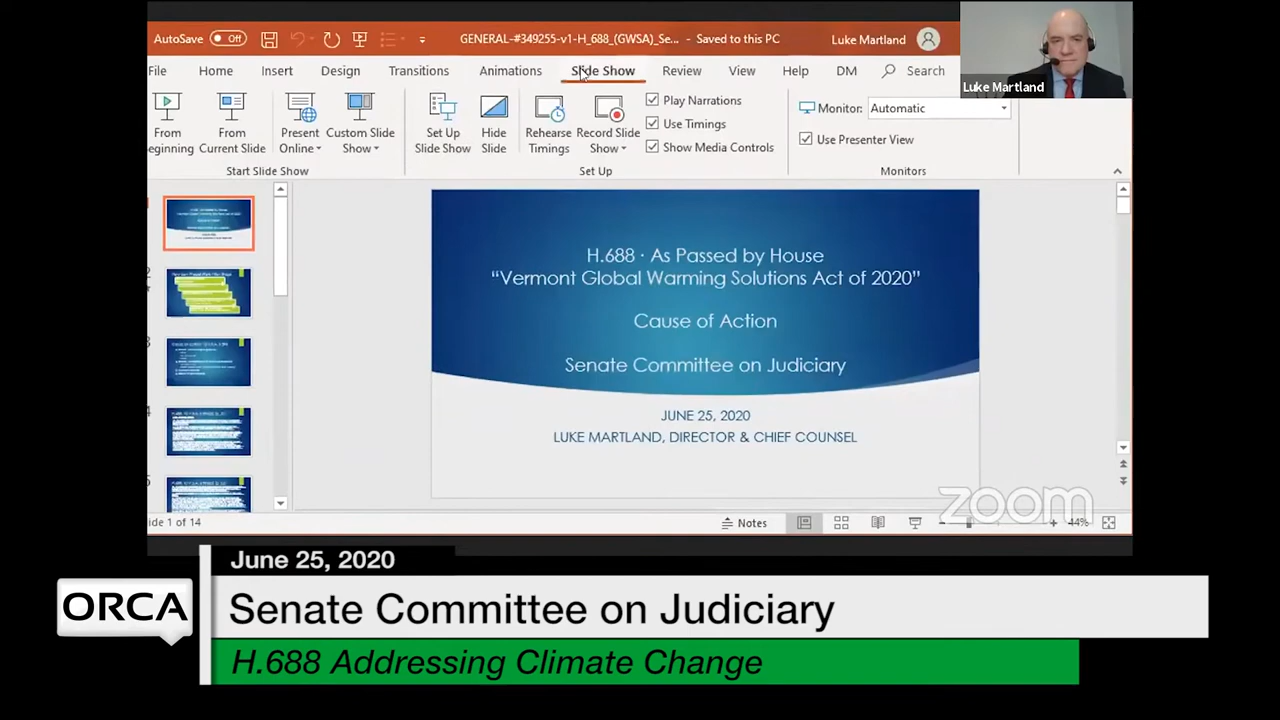 AutoSave Off
GENERAL-#349255-v1-H_688_(GWSA)_Se... - Saved to this PC
Luke Martland
Luke Martland
File Home Insert Design Transitions Animations Slide Show Review View Help DM Search
From
eginning
From
Current Slide
Present
Online
Custom Slide
Show
Start Slide Show
Set Up
Slide Show
Hide
Slide
Rehearse
Timings
Record Slide
Show
Play Narrations
Use Timings
Show Media Controls
Set Up
Monitor: Automatic
Use Presenter View
Monitors
H.688 · As Passed by House
“Vermont Global Warming Solutions Act of 2020”
Cause of Action
Senate Committee on Judiciary
JUNE 25, 2020
LUKE MARTLAND, DIRECTOR & CHIEF COUNSEL
zoom
ide 1 of 14
Notes
44%
June 25, 2020
ORCA
Senate Committee on Judiciary
H.688 Addressing Climate Change